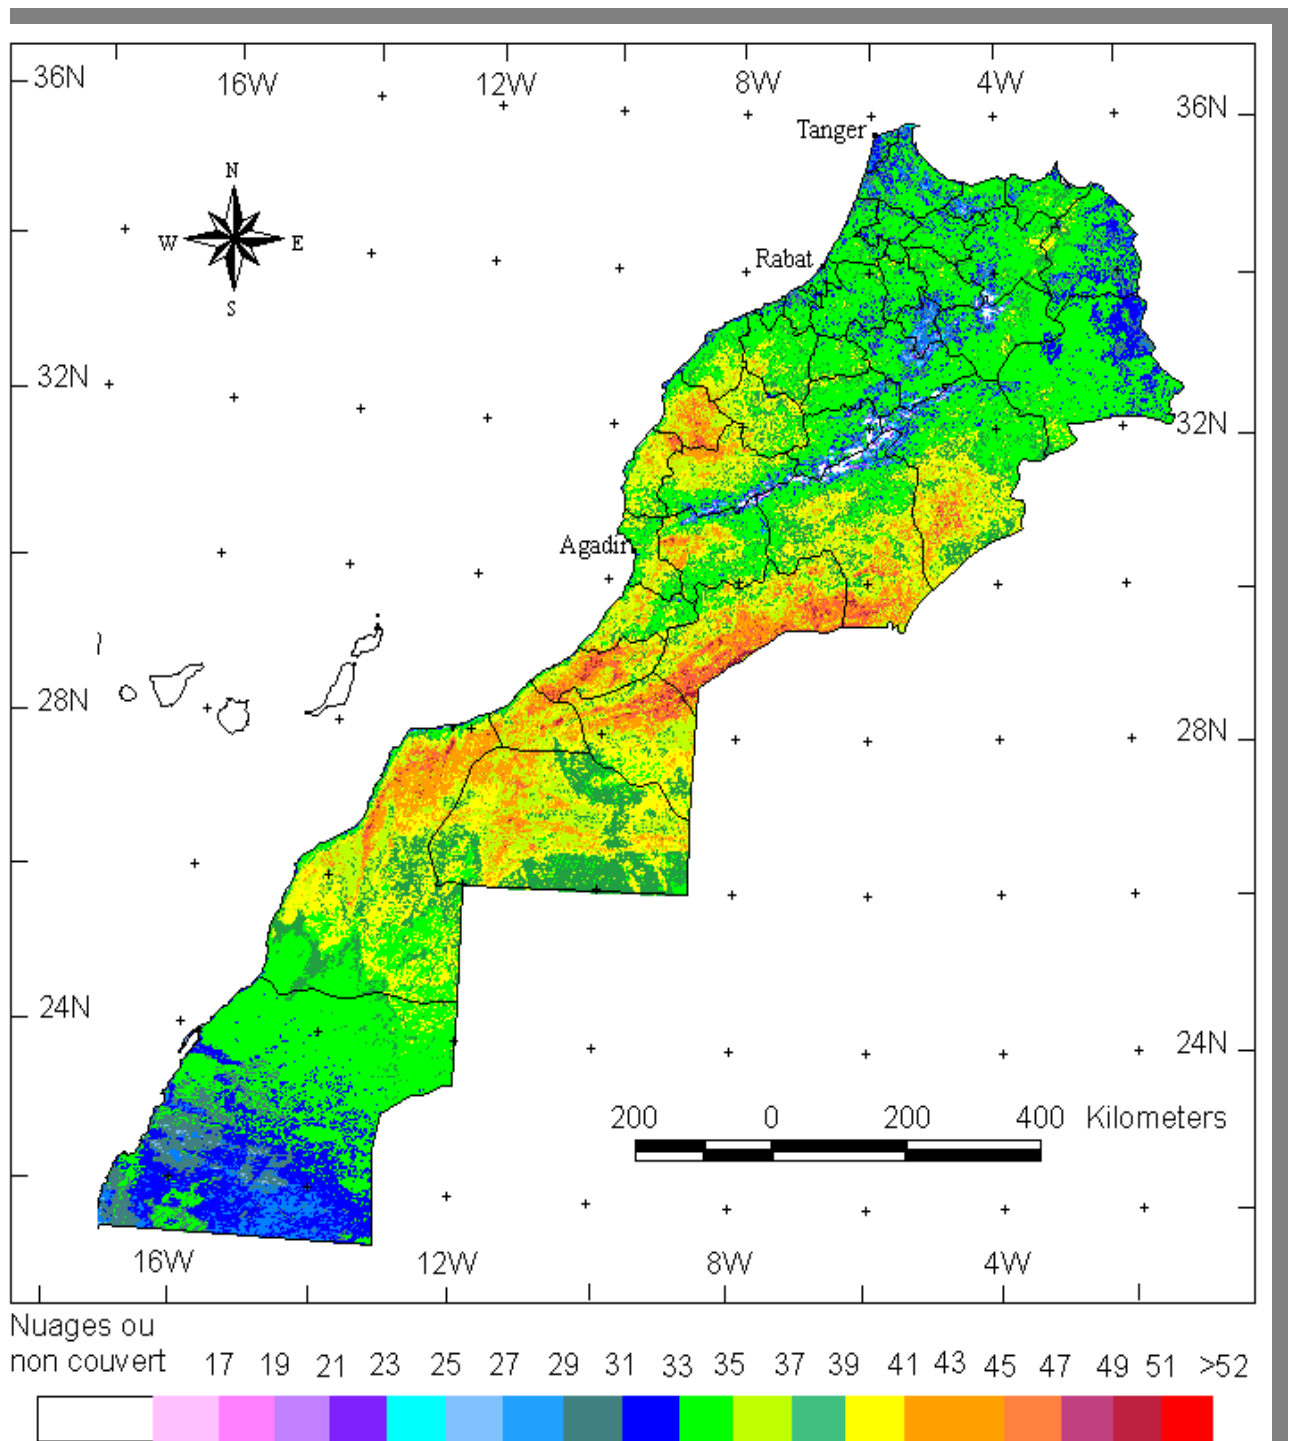 36N 16W 12W 8W 4W 36N
Tanger
N
W E
S
Rabat
32N
32N
Agadir
28N
28N
24N
24N
200 0 200 400 Kilometers
16W 12W 8W 4W
Nuages ou
non couvert 17 19 21 23 25 27 29 31 33 35 37 39 41 43 45 47 49 51 >52